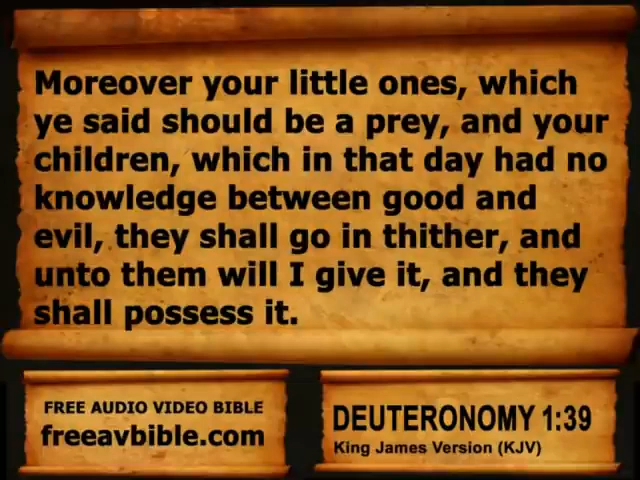 Moreover your little ones, which
ye said should be a prey, and your
children, which in that day had no
knowledge between good and
evil, they shall go in thither, and
unto them will I give it, and they
shall possess it.
FREE AUDIO VIDEO BIBLE
freeavbible.com
DEUTERONOMY 1:39
King James Version (KJV)